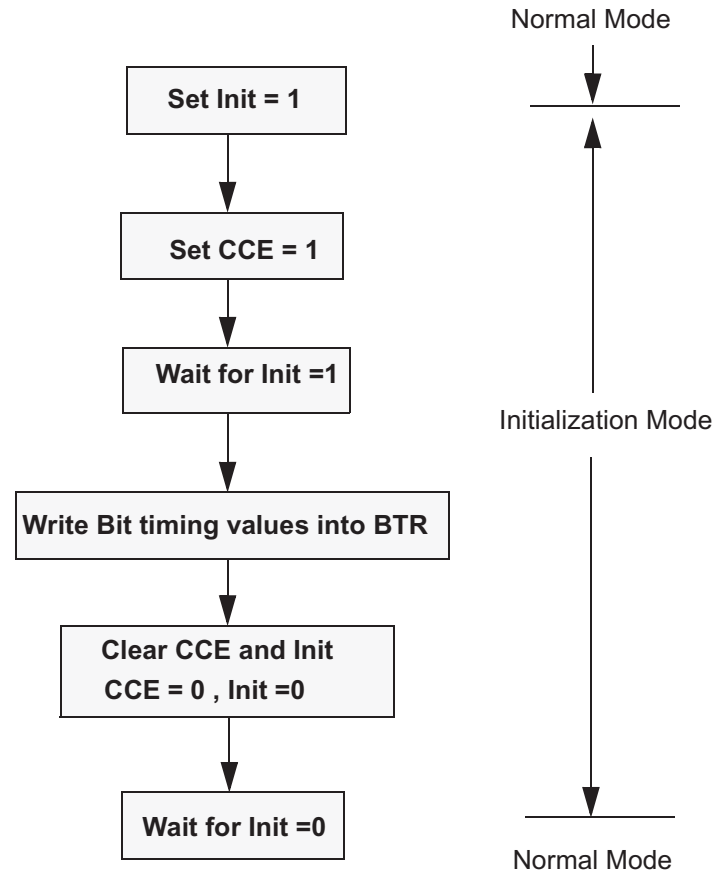 Normal Mode
Set Init = 1
Set CCE = 1
Wait for Init =1
Initialization Mode
Write Bit timing values into BTR
Clear CCE and Init
CCE = 0 , Init =0
Wait for Init =0
Normal Mode